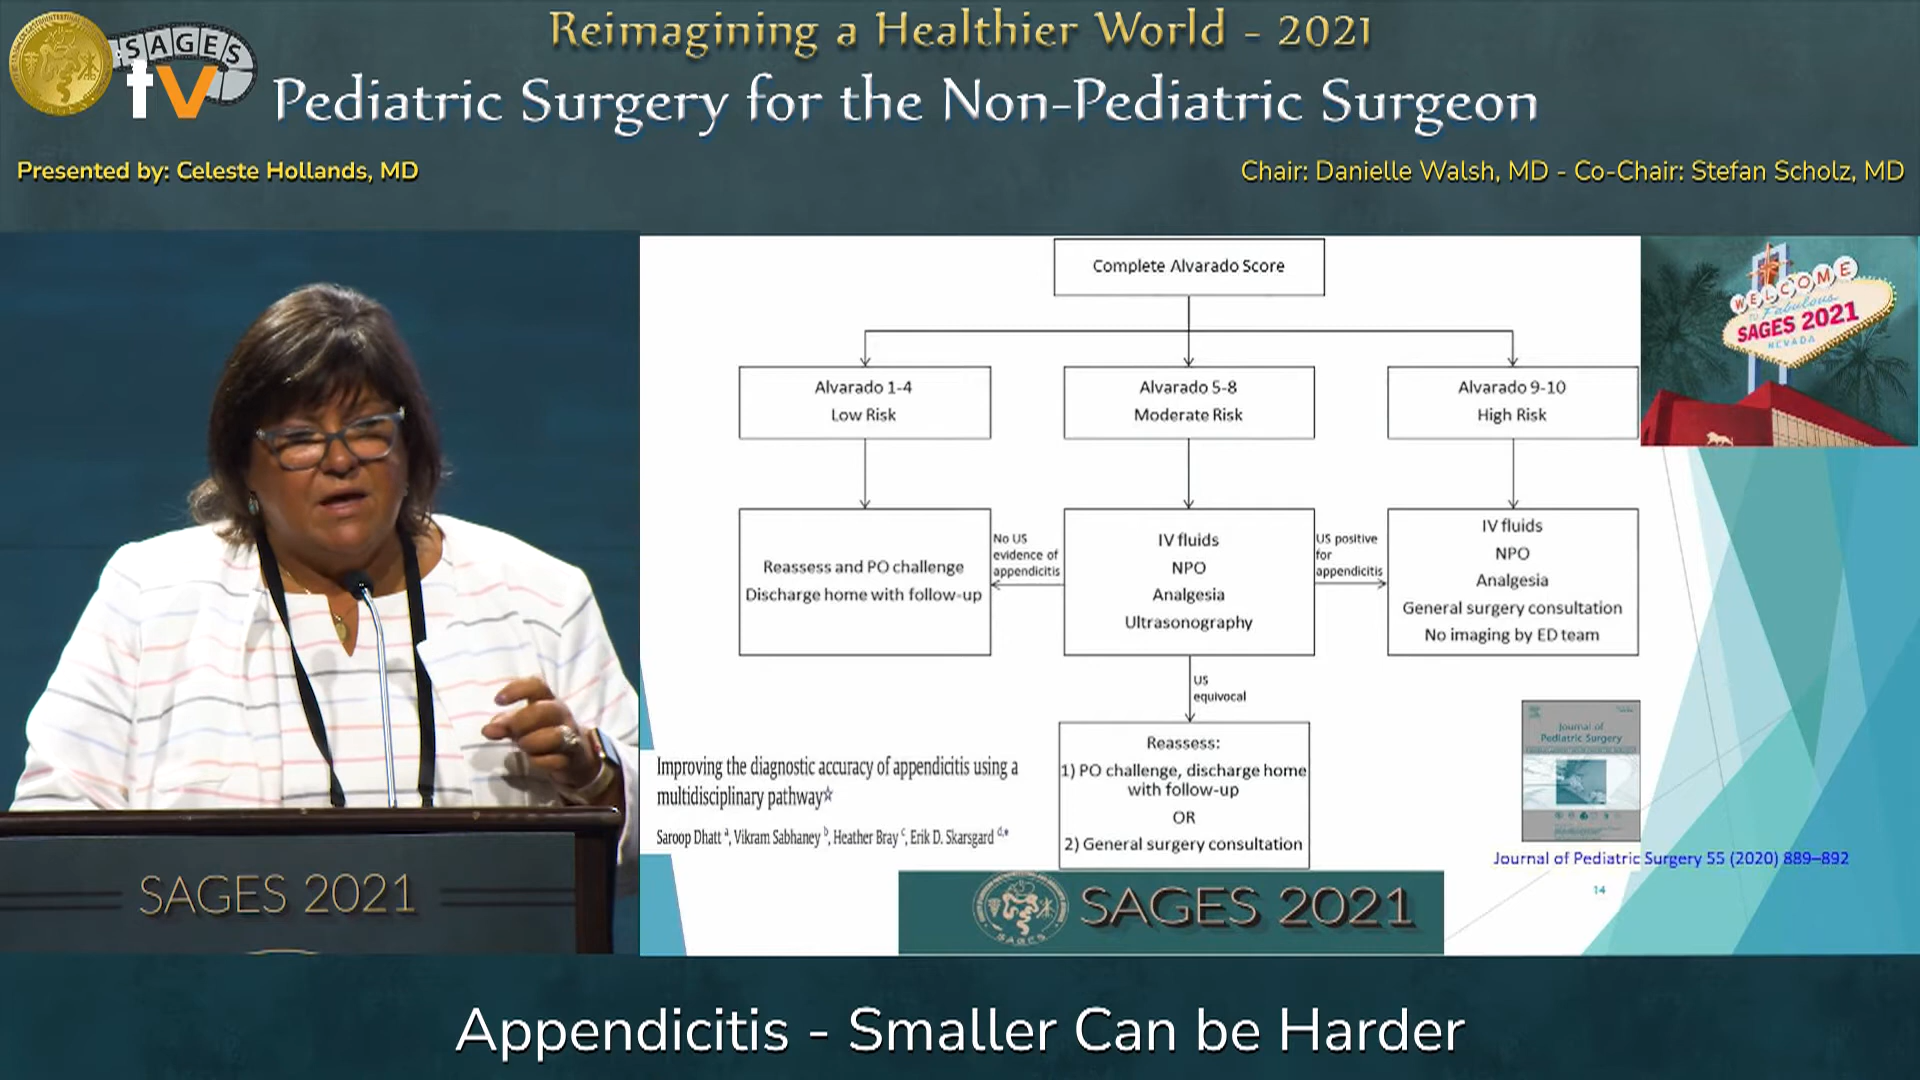 Reimagining a Healthier World - 2021
SAGES
tv
Pediatric Surgery for the Non-Pediatric Surgeon
Presented by: Celeste Hollands, MD
Chair: Danielle Walsh, MD - Co-Chair: Stefan Scholz, MD
Complete Alvarado Score
WELCOME
TO Fabulous
SAGES 2021
NEVADA
Alvarado 1-4
Low Risk
Alvarado 5-8
Moderate Risk
Alvarado 9-10
High Risk
Reassess and PO challenge
Discharge home with follow-up
No US
evidence of
appendicitis
IV fluids
NPO
Analgesia
Ultrasonography
US positive
for
appendicitis
IV fluids
NPO
Analgesia
General surgery consultation
No imaging by ED team
US
equivocal
Reassess:
1) PO challenge, discharge home
with follow-up
OR
2) General surgery consultation
Improving the diagnostic accuracy of appendicitis using a
multidisciplinary pathway☆
Saroop Dhatt a, Vikram Sabhaney b, Heather Bray c, Erik D. Skarsgard d,*
Journal of
Pediatric Surgery
Journal of Pediatric Surgery 55 (2020) 889–892
14
SAGES 2021
SAGES
SAGES 2021
Appendicitis - Smaller Can be Harder